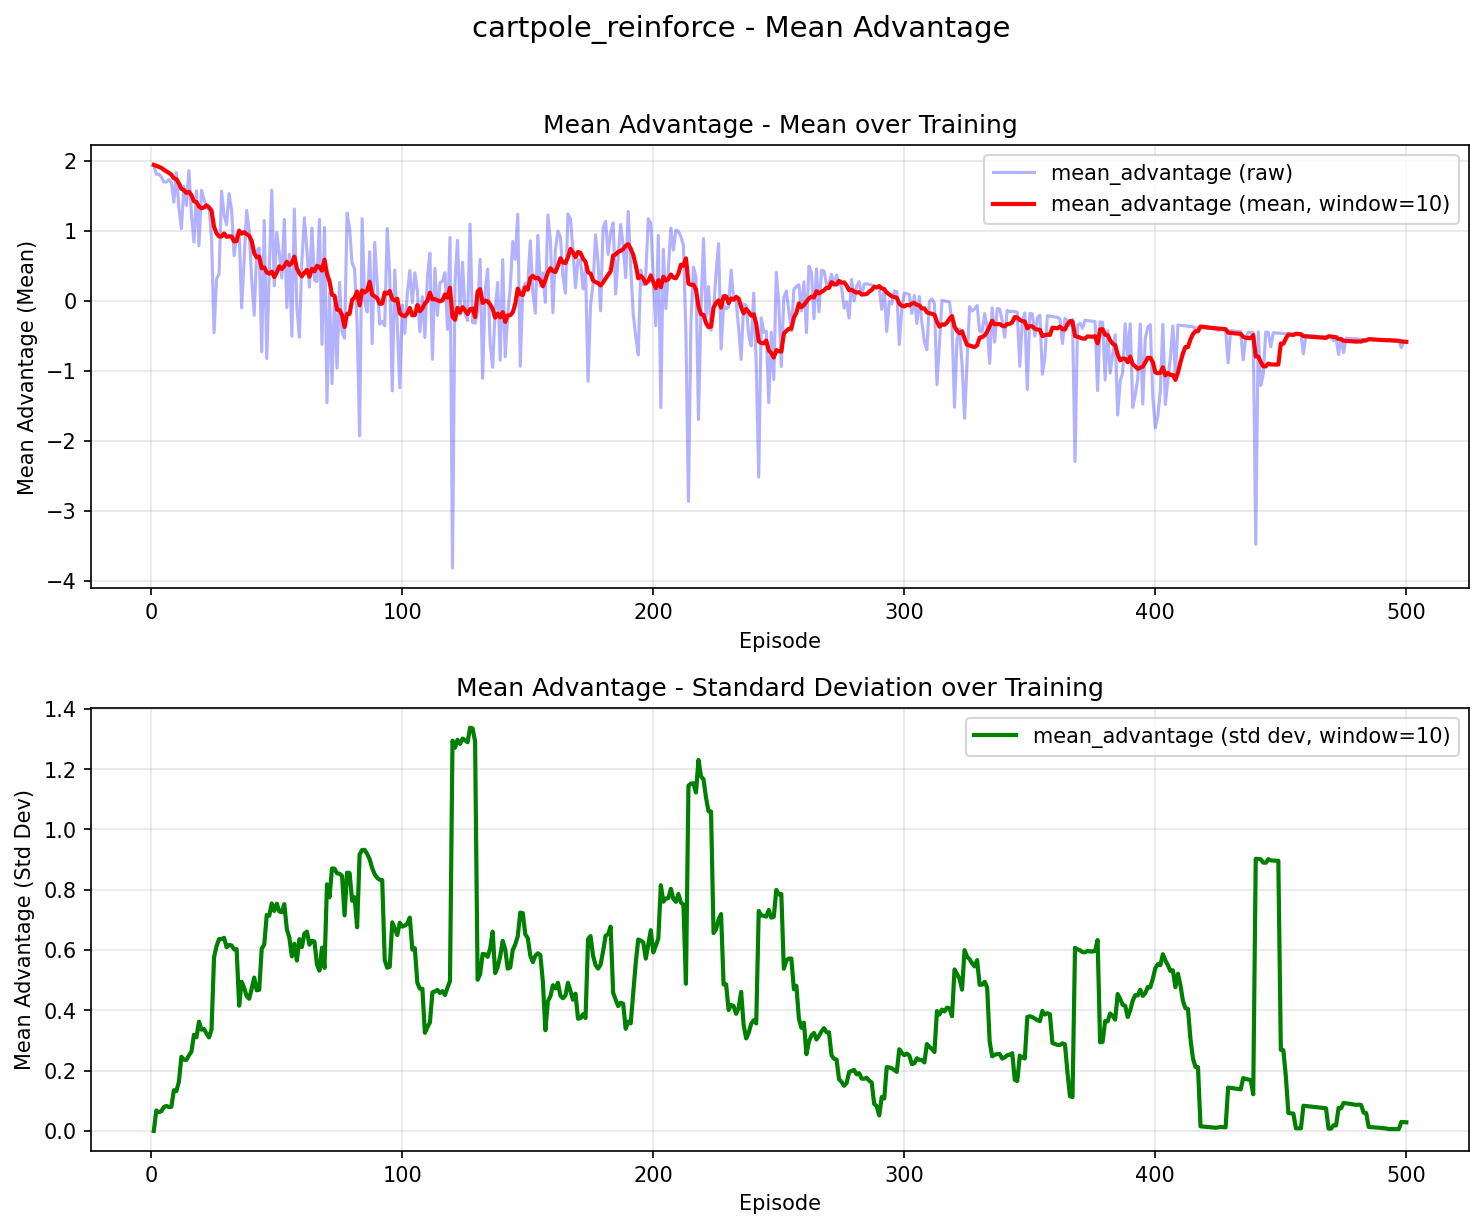 cartpole_reinforce - Mean Advantage
Mean Advantage - Mean over Training
mean_advantage (raw)
mean_advantage (mean, window=10)
Mean Advantage (Mean)
2
1
0
−1
−2
−3
−4
0 100 200 300 400 500
Episode
Mean Advantage - Standard Deviation over Training
mean_advantage (std dev, window=10)
Mean Advantage (Std Dev)
1.4
1.2
1.0
0.8
0.6
0.4
0.2
0.0
0 100 200 300 400 500
Episode